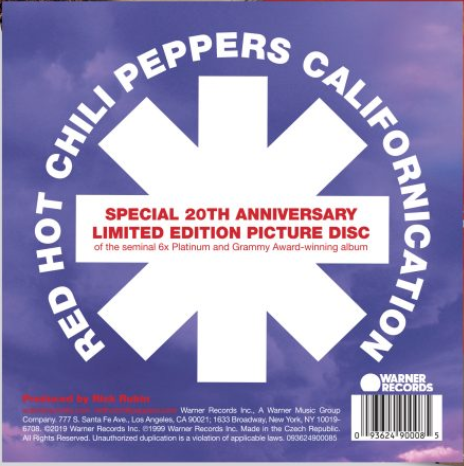 RED HOT CHILI PEPPERS CALIFORNICATION
SPECIAL 20TH ANNIVERSARY
LIMITED EDITION PICTURE DISC
of the seminal 6x Platinum and Grammy Award-winning album
WARNER
RECORDS
Produced by Rick Rubin
Warner Records Inc., A Warner Music Group
Company. 777 S. Santa Fe Ave., Los Angeles, CA 90021; 1633 Broadway, New York, NY 10019-
6708. ©2019 Warner Records Inc. ℗1999 Warner Records Inc. Made in the Czech Republic.
All Rights Reserved. Unauthorized duplication is a violation of applicable laws. 093624900085
0 93624 90008 5